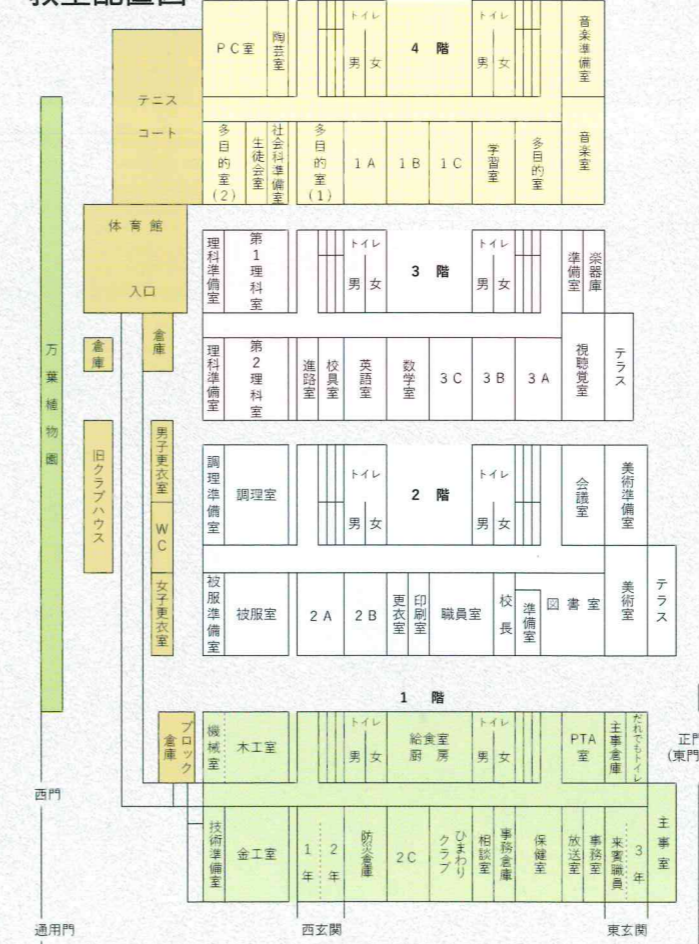 トイレ
トイレ
PC室
陶芸室
男 女
4 階
男 女
音楽準備室
テニス
コート
多目的室(2)
生徒会室
社会科準備室
多目的室(1)
1A
1B
1C
学習室
多目的室
音楽室
体育館
入口
理科準備室
第1理科室
トイレ
男 女
3 階
トイレ
男 女
準備室
楽器庫
倉庫
倉庫
理科準備室
第2理科室
進路室
校具室
英語室
数学室
3C
3B
3A
視聴覚室
テラス
万葉植物園
旧クラブハウス
男子更衣室
WC
女子更衣室
調理準備室
調理室
トイレ
男 女
2 階
トイレ
男 女
会議室
美術準備室
被服準備室
被服室
2A
2B
更衣室
印刷室
職員室
校長
準備室
図書室
美術室
テラス
1 階
ブロック倉庫
機械室
木工室
トイレ
男 女
給食室
厨房
トイレ
男 女
PTA室
主事倉庫
だれでもトイレ
正門
(東門
西門
技術準備室
金工室
1年
2年
防災倉庫
2C
ひまわり
クラブ
相談室
事務倉庫
保健室
放送室
事務室
来賓職員
3年
主事室
通用門
西玄関
東玄関